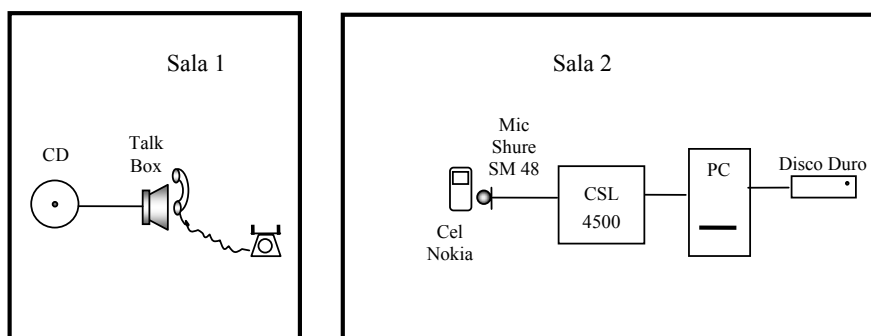 Sala 1
CD
Talk
Box
Sala 2
Cel
Nokia
Mic
Shure
SM 48
CSL
4500
PC
Disco Duro